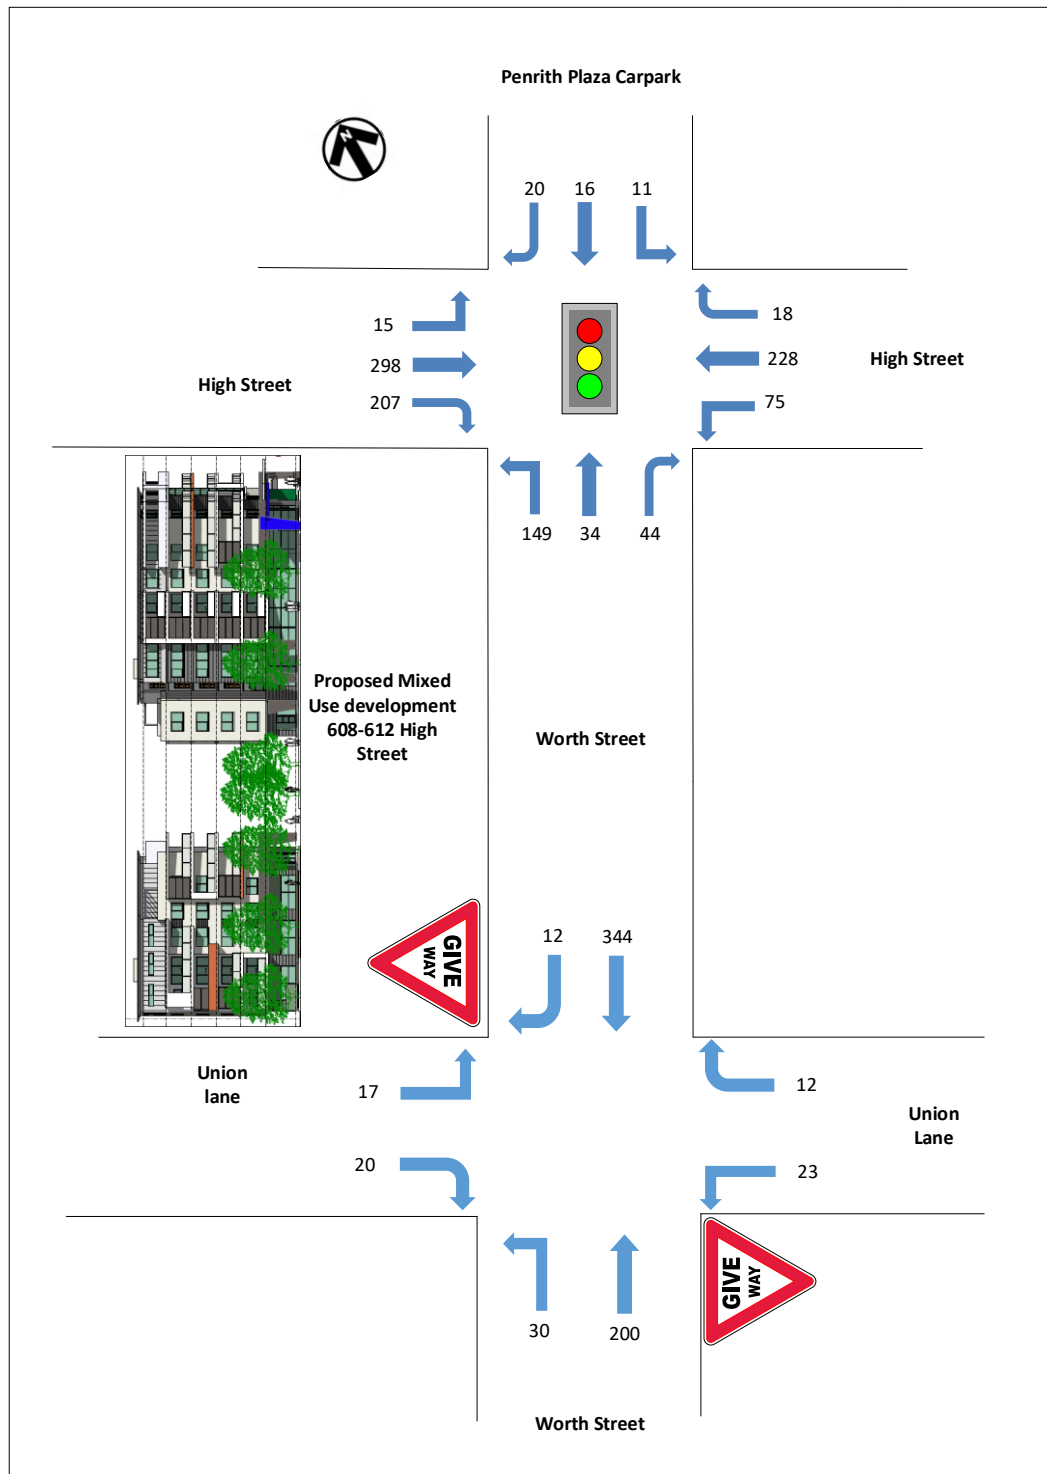 Penrith Plaza Carpark
N
20 16 11
15
18
298
228
High Street
High Street
207
75
149 34 44
Proposed Mixed
Use development
608-612 High
Street
Worth Street
GIVE
WAY
12 344
Union
lane
17
12
Union
Lane
20
23
GIVE
WAY
30 200
Worth Street